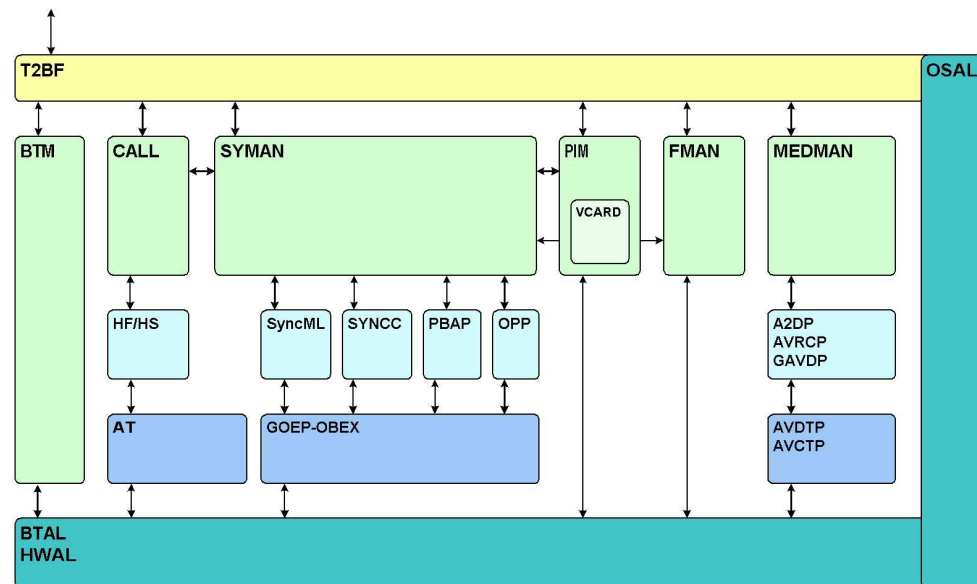 T2BF
OSAL
BTM
CALL
SYMAN
PIM
FMAN
MEDMAN
VCARD
HF/HS
SyncML
SYNCC
PBAP
OPP
A2DP
AVRCP
GAVDP
AT
GOEP-OBEX
AVDTP
AVCTP
BTAL
HWAL